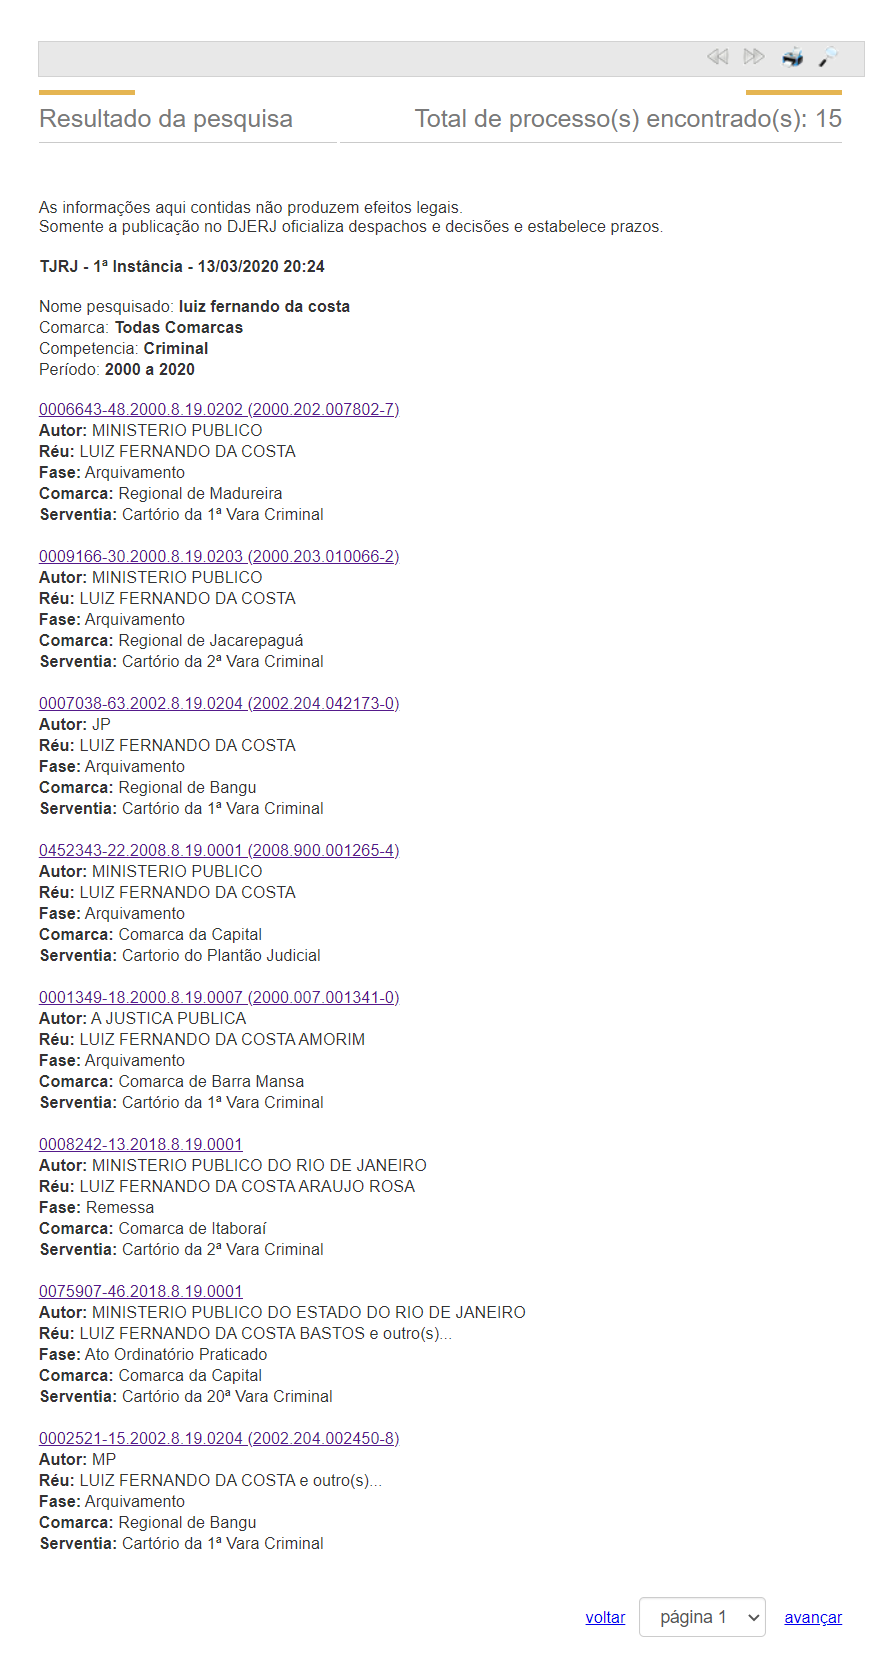 Resultado da pesquisa
Total de processo(s) encontrado(s): 15
As informações aqui contidas não produzem efeitos legais.
Somente a publicação no DJERJ oficializa despachos e decisões e estabelece prazos.
TJRJ - 1ª Instância - 13/03/2020 20:24
Nome pesquisado: luiz fernando da costa
Comarca: Todas Comarcas
Competencia: Criminal
Período: 2000 a 2020
0006643-48.2000.8.19.0202 (2000.202.007802-7)
Autor: MINISTERIO PUBLICO
Réu: LUIZ FERNANDO DA COSTA
Fase: Arquivamento
Comarca: Regional de Madureira
Serventia: Cartório da 1ª Vara Criminal
0009166-30.2000.8.19.0203 (2000.203.010066-2)
Autor: MINISTERIO PUBLICO
Réu: LUIZ FERNANDO DA COSTA
Fase: Arquivamento
Comarca: Regional de Jacarepaguá
Serventia: Cartório da 2ª Vara Criminal
0007038-63.2002.8.19.0204 (2002.204.042173-0)
Autor: JP
Réu: LUIZ FERNANDO DA COSTA
Fase: Arquivamento
Comarca: Regional de Bangu
Serventia: Cartório da 1ª Vara Criminal
0452343-22.2008.8.19.0001 (2008.900.001265-4)
Autor: MINISTERIO PUBLICO
Réu: LUIZ FERNANDO DA COSTA
Fase: Arquivamento
Comarca: Comarca da Capital
Serventia: Cartorio do Plantão Judicial
0001349-18.2000.8.19.0007 (2000.007.001341-0)
Autor: A JUSTICA PUBLICA
Réu: LUIZ FERNANDO DA COSTA AMORIM
Fase: Arquivamento
Comarca: Comarca de Barra Mansa
Serventia: Cartório da 1ª Vara Criminal
0008242-13.2018.8.19.0001
Autor: MINISTERIO PUBLICO DO RIO DE JANEIRO
Réu: LUIZ FERNANDO DA COSTA ARAUJO ROSA
Fase: Remessa
Comarca: Comarca de Itaboraí
Serventia: Cartório da 2ª Vara Criminal
0075907-46.2018.8.19.0001
Autor: MINISTERIO PUBLICO DO ESTADO DO RIO DE JANEIRO
Réu: LUIZ FERNANDO DA COSTA BASTOS e outro(s)...
Fase: Ato Ordinatório Praticado
Comarca: Comarca da Capital
Serventia: Cartório da 20ª Vara Criminal
0002521-15.2002.8.19.0204 (2002.204.002450-8)
Autor: MP
Réu: LUIZ FERNANDO DA COSTA e outro(s)...
Fase: Arquivamento
Comarca: Regional de Bangu
Serventia: Cartório da 1ª Vara Criminal
voltar página 1 avançar